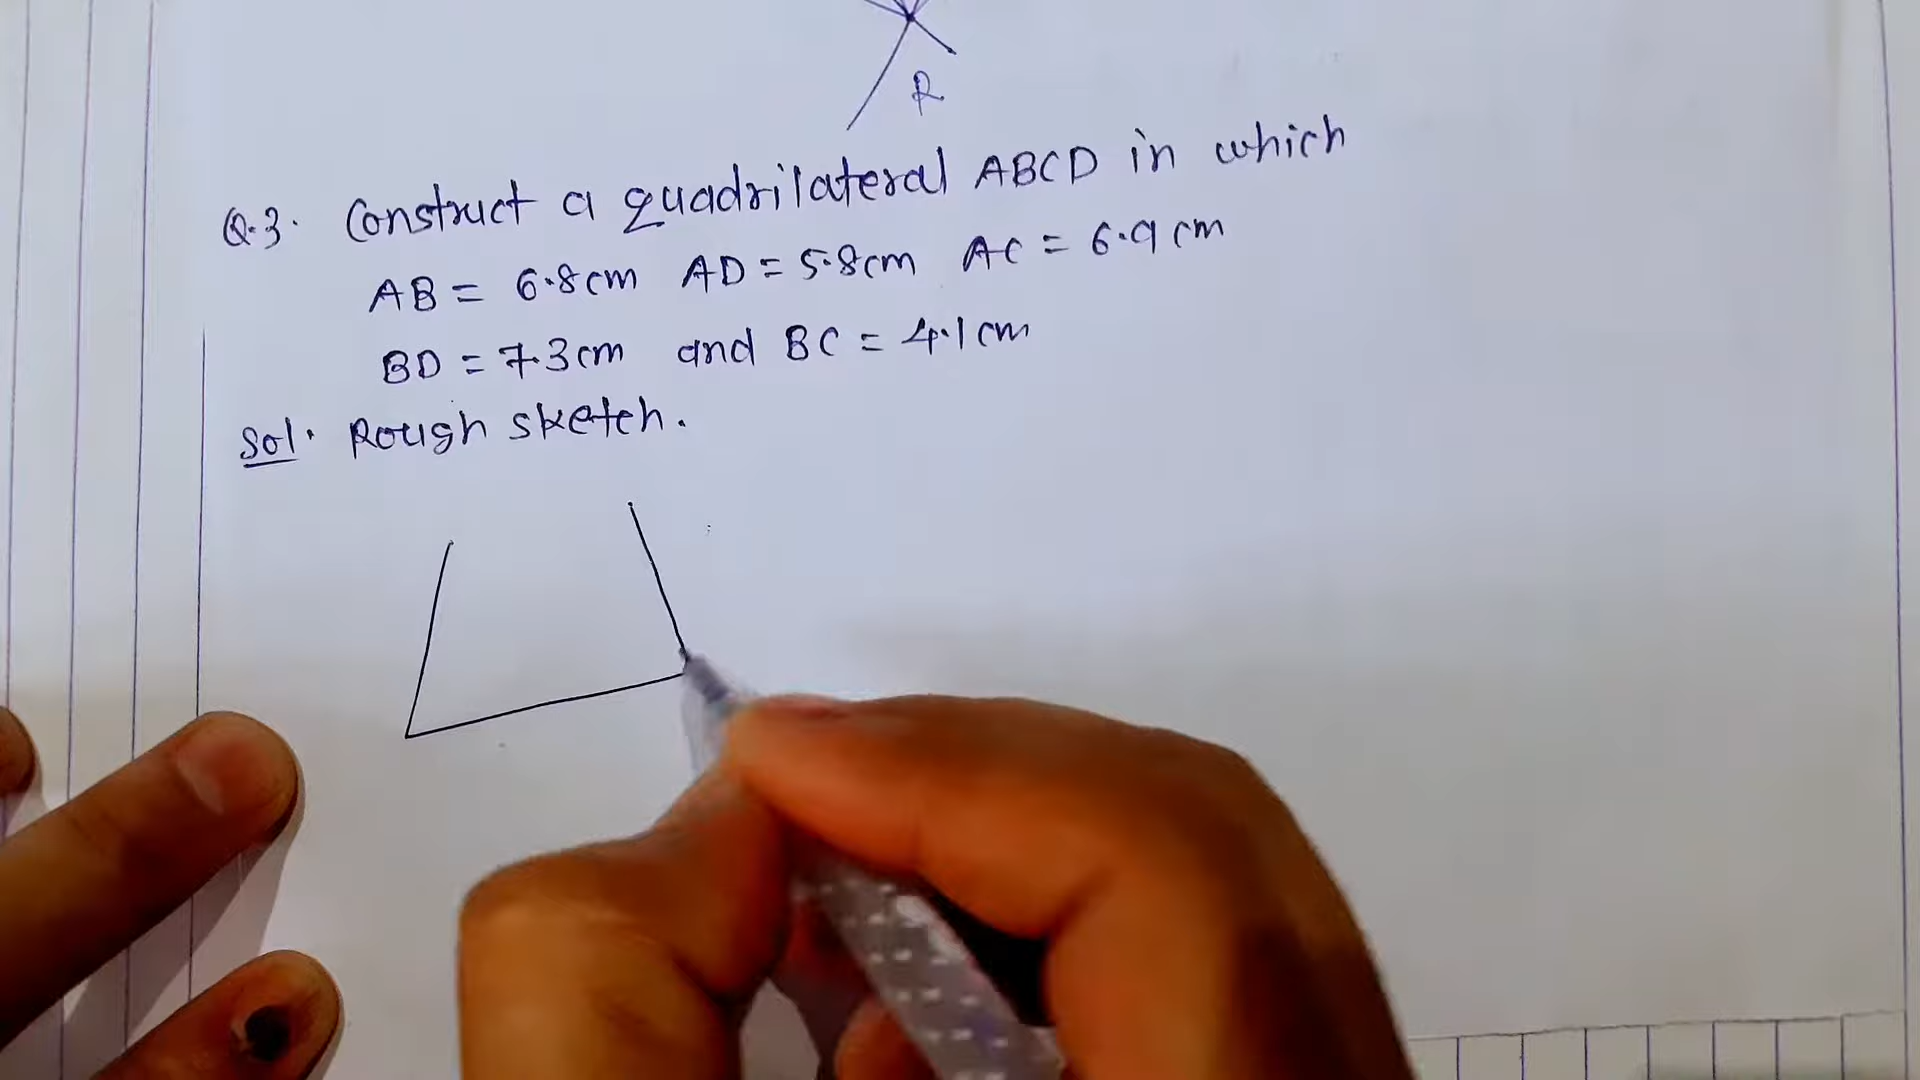 R
Q.3. Construct a quadrilateral ABCD in which
AB = 6.8cm AD = 5.8cm AC = 6.9cm
BD = 7.3cm and BC = 4.1cm
Sol. Rough sketch.